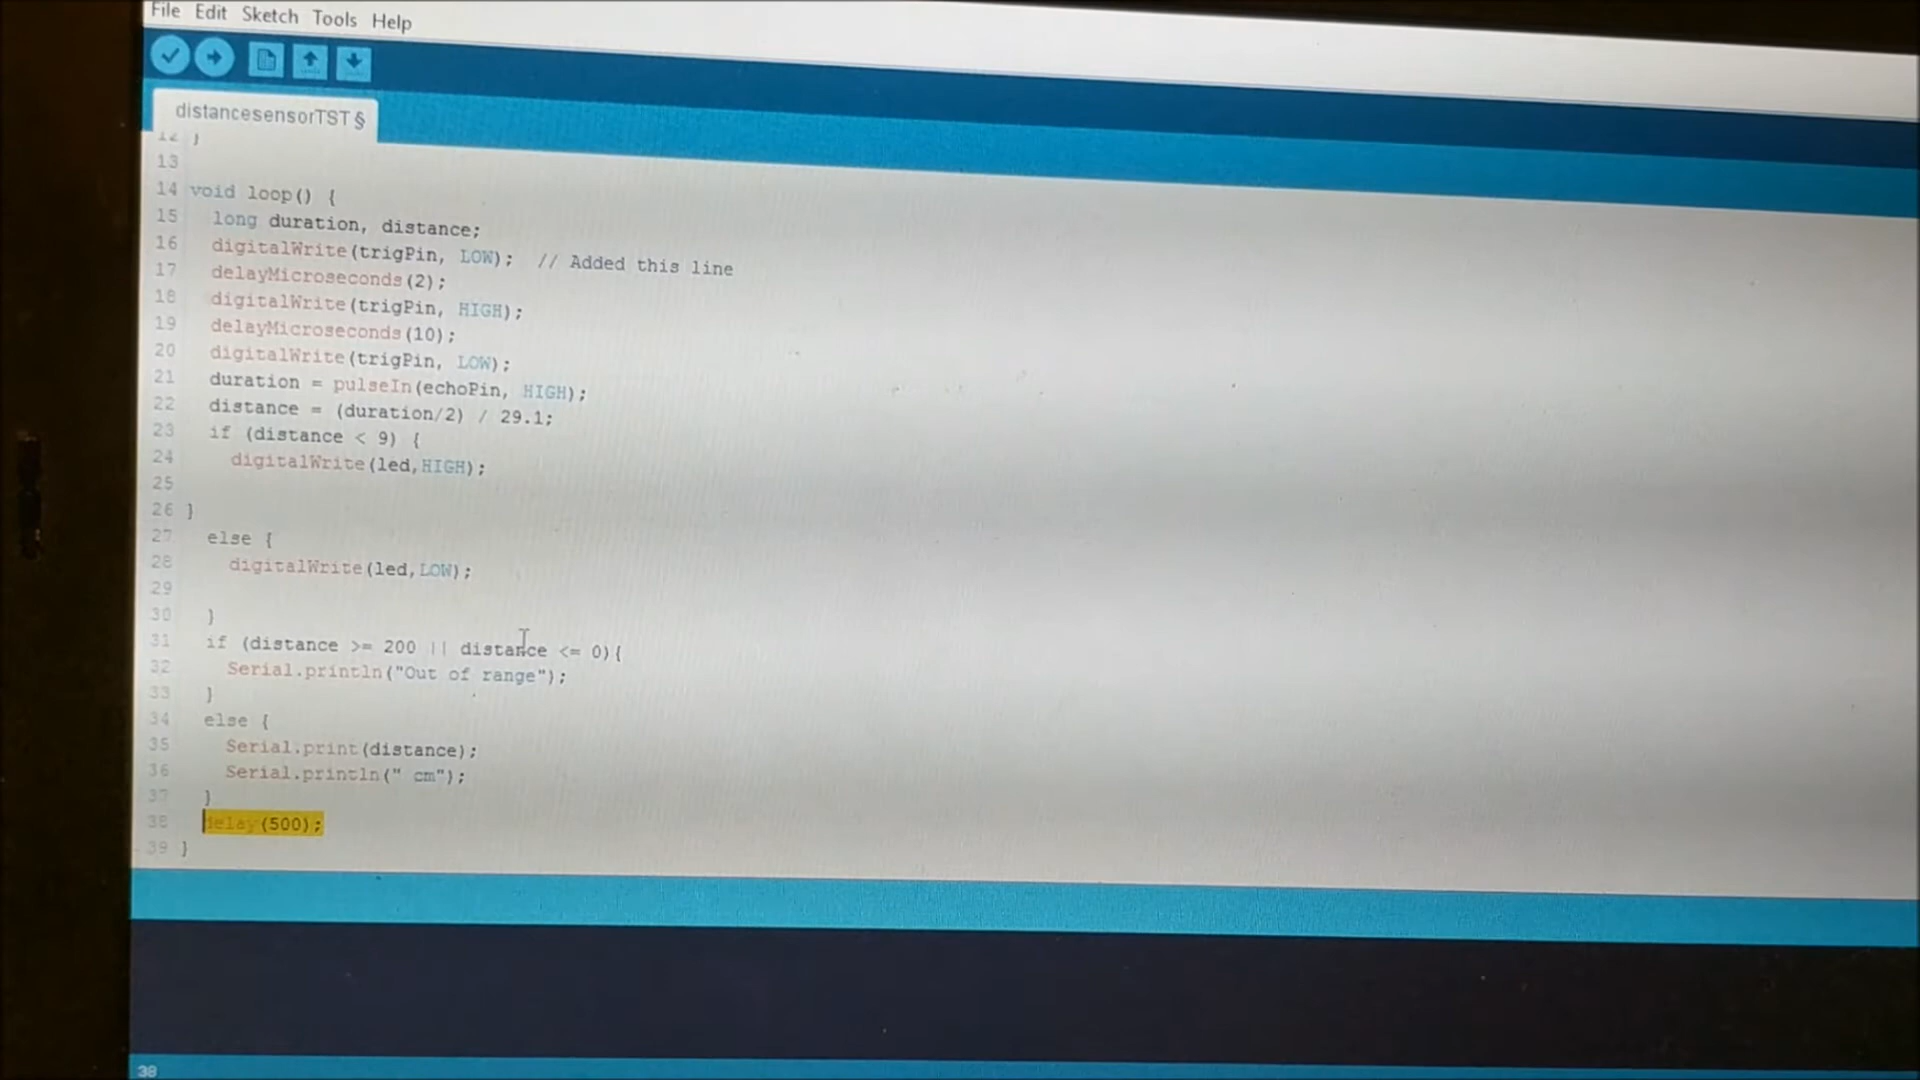 File Edit Sketch Tools Help
distancesensorTST §
12 }
13
14 void loop() {
15 long duration, distance;
16 digitalWrite(trigPin, LOW); // Added this line
17 delayMicroseconds(2);
18 digitalWrite(trigPin, HIGH);
19 delayMicroseconds(10);
20 digitalWrite(trigPin, LOW);
21 duration = pulseIn(echoPin, HIGH);
22 distance = (duration/2) / 29.1;
23 if (distance < 9) {
24 digitalWrite(led,HIGH);
25
26 }
27 else {
28 digitalWrite(led,LOW);
29
30 }
31 if (distance >= 200 || distance <= 0){
32 Serial.println("Out of range");
33 }
34 else {
35 Serial.print(distance);
36 Serial.println(" cm");
37 }
38 delay(500);
39 }
38